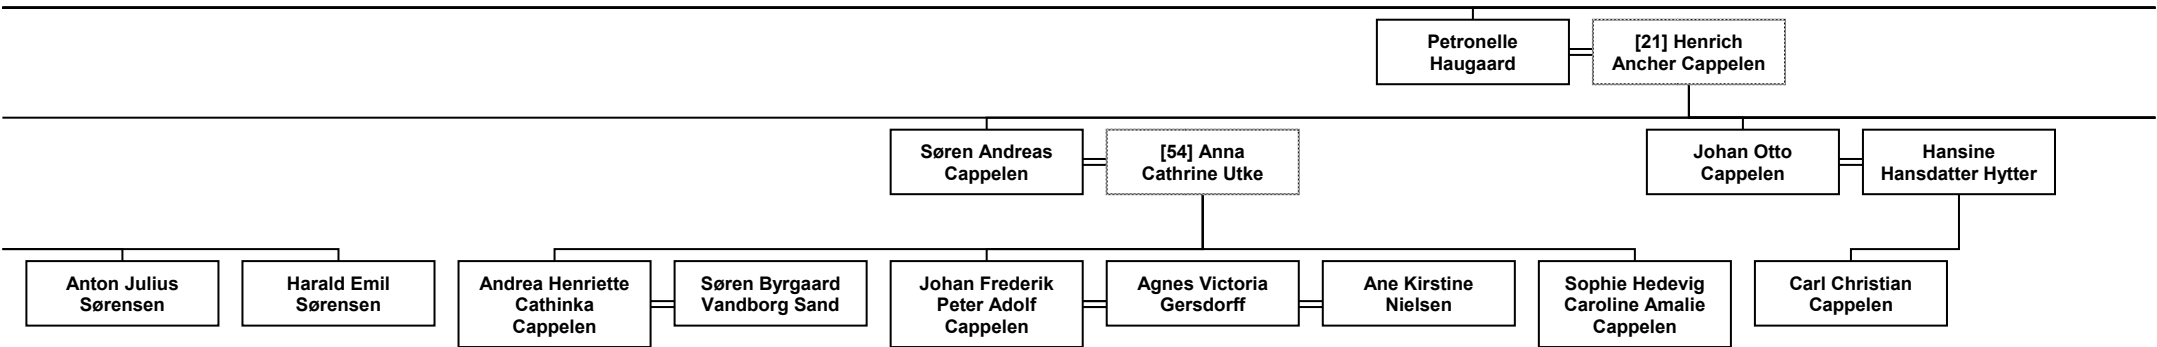 Petronelle
Haugaard
[21] Henrich
Ancher Cappelen
Søren Andreas
Cappelen
[54] Anna
Cathrine Utke
Johan Otto
Cappelen
Hansine
Hansdatter Hytter
Anton Julius
Sørensen
Harald Emil
Sørensen
Andrea Henriette
Cathinka
Cappelen
Søren Byrgaard
Vandborg Sand
Johan Frederik
Peter Adolf
Cappelen
Agnes Victoria
Gersdorff
Ane Kirstine
Nielsen
Sophie Hedevig
Caroline Amalie
Cappelen
Carl Christian
Cappelen